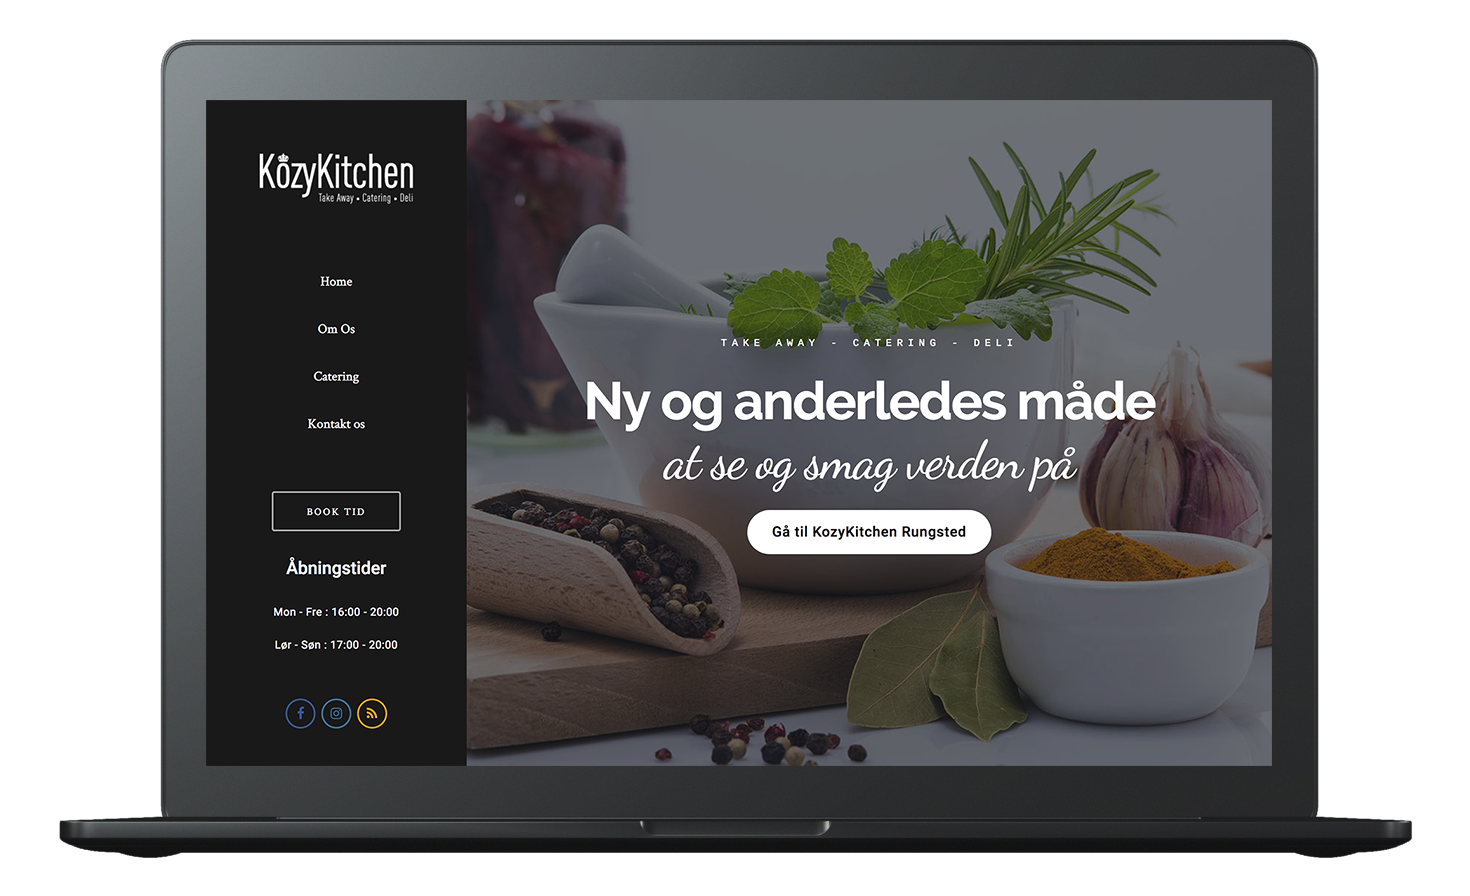 KozyKitchen
Take Away • Catering • Deli
Home
Om Os
Catering
Kontakt os
BOOK TID
Åbningstider
Mon - Fre : 16:00 - 20:00
Lør - Søn : 17:00 - 20:00
TAKE AWAY - CATERING - DELI
Ny og anderledes måde
at se og smag verden på
Gå til KozyKitchen Rungsted